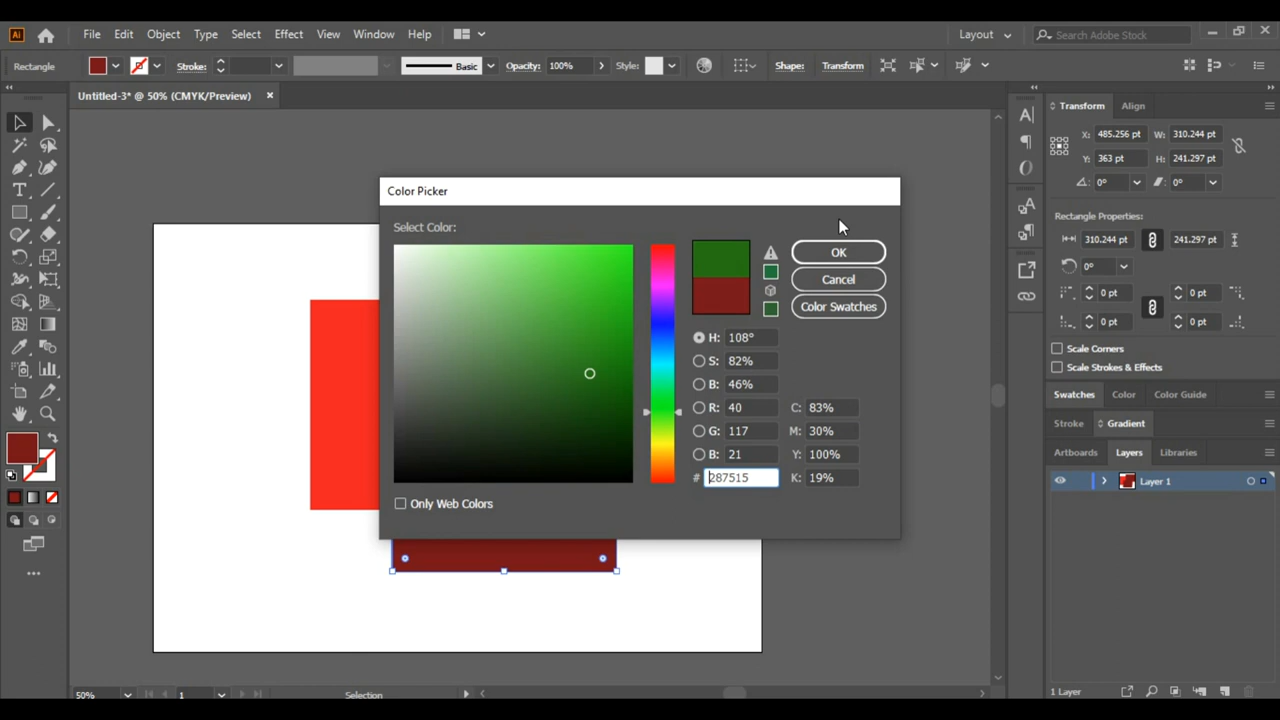 Ai File Edit Object Type Select Effect View Window Help Layout Search Adobe Stock
Rectangle Stroke: Basic Opacity: 100% Style: Shape: Transform
Untitled-3* @ 50% (CMYK/Preview) ×
Transform Align
X: 485.256 pt W: 310.244 pt
Y: 363 pt H: 241.297 pt
0° 0°
Rectangle Properties:
310.244 pt 241.297 pt
0°
0 pt 0 pt
0 pt 0 pt
Scale Corners
Scale Strokes & Effects
Swatches Color Color Guide
Stroke Gradient
Artboards Layers Libraries
Layer 1
1 Layer
Color Picker
Select Color:
OK
Cancel
Color Swatches
H: 108°
S: 82%
B: 46%
R: 40 C: 83%
G: 117 M: 30%
B: 21 Y: 100%
# 287515 K: 19%
Only Web Colors
50% 1 Selection